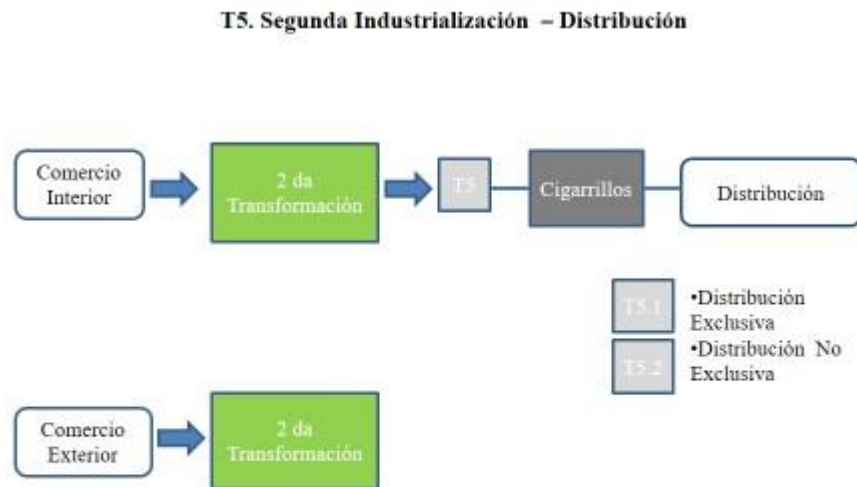 T5. Segunda Industrialización – Distribución
Comercio
Interior
2 da
Transformación
T5
Cigarrillos
Distribución
T5.1
•Distribución
Exclusiva
T5.2
•Distribución No
Exclusiva
Comercio
Exterior
2 da
Transformación